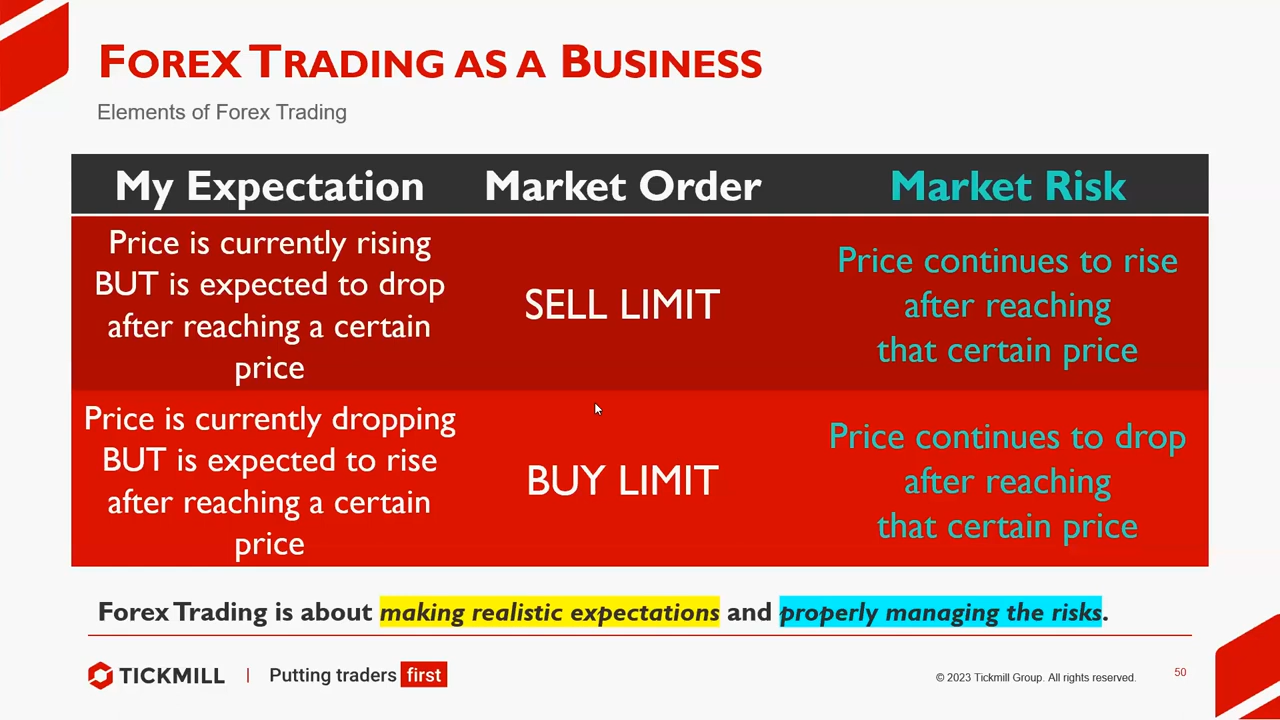 FOREX TRADING AS A BUSINESS
Elements of Forex Trading
My Expectation
Market Order
Market Risk
Price is currently rising
BUT is expected to drop
after reaching a certain
price
SELL LIMIT
Price continues to rise
after reaching
that certain price
Price is currently dropping
BUT is expected to rise
after reaching a certain
price
BUY LIMIT
Price continues to drop
after reaching
that certain price
Forex Trading is about making realistic expectations and properly managing the risks.
TICKMILL | Putting traders first
© 2023 Tickmill Group. All rights reserved.
50